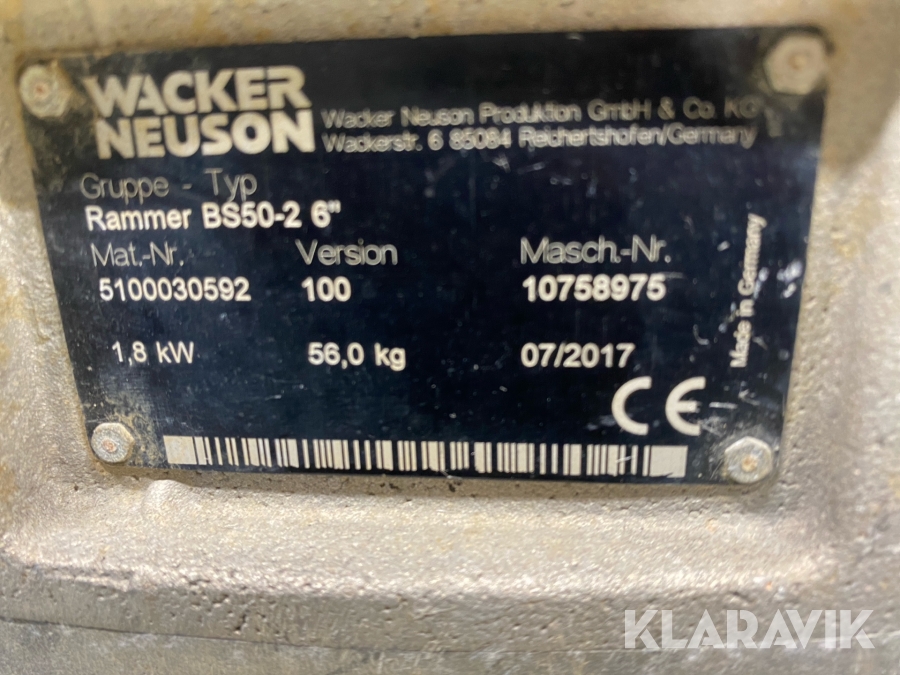 WACKER
NEUSON
Wacker Neuson Produktion GmbH & Co. KG
Wackerstr. 6 85084 Reichertshofen/Germany
Gruppe - Typ
Rammer BS50-2 6"
Mat.-Nr. Version Masch.-Nr.
5100030592 100 10758975
1,8 kW 56,0 kg 07/2017
Made in Germany
CE
KLARAVIK